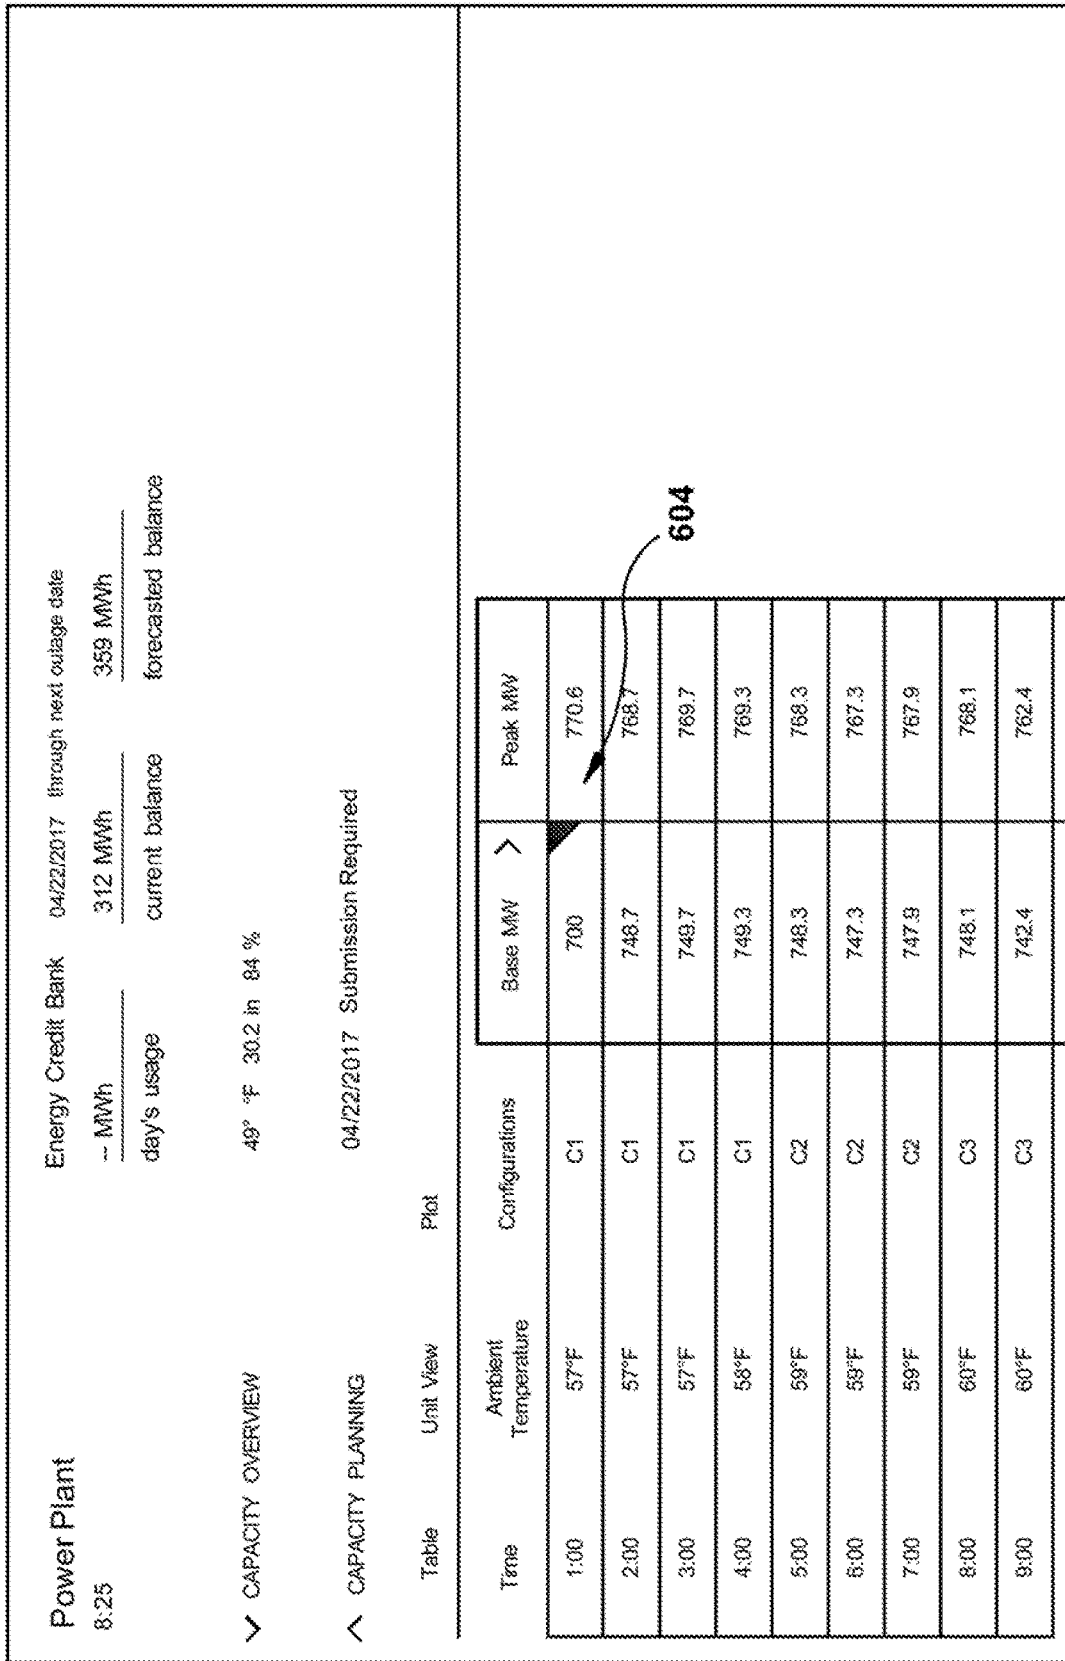 Power Plant
8:25
Energy Credit Bank 04/22/2017 through next outage date
-- MWh 312 MWh 359 MWh
day's usage current balance forecasted balance
CAPACITY OVERVIEW 49° °F 30.2 in 84 %
CAPACITY PLANNING 04/22/2017 Submission Required
Table Unit View Plot
Time Ambient Temperature Configurations Base MW > Peak MW
1:00 57°F C1 700 770.6
2:00 57°F C1 748.7 768.7
3:00 57°F C1 749.7 769.7
4:00 58°F C1 749.3 769.3
5:00 59°F C2 748.3 768.3
6:00 59°F C2 747.3 767.3
7:00 59°F C2 747.9 767.9
8:00 60°F C3 748.1 768.1
9:00 60°F C3 742.4 762.4
604